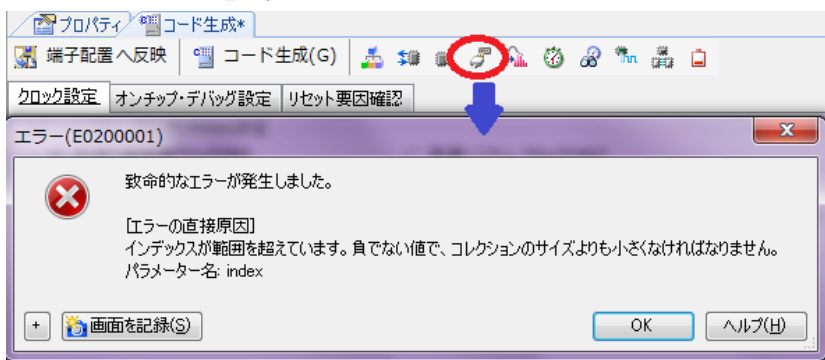 プロパティ コード生成*
端子配置へ反映 コード生成(G)
クロック設定 オンチップ・デバッグ設定 リセット要因確認
エラー(E0200001)
致命的なエラーが発生しました。
[エラーの直接原因]
インデックスが範囲を超えています。負でない値で、コレクションのサイズよりも小さくなければなりません。
パラメーター名: index
+ 画面を記録(S) OK ヘルプ(H)